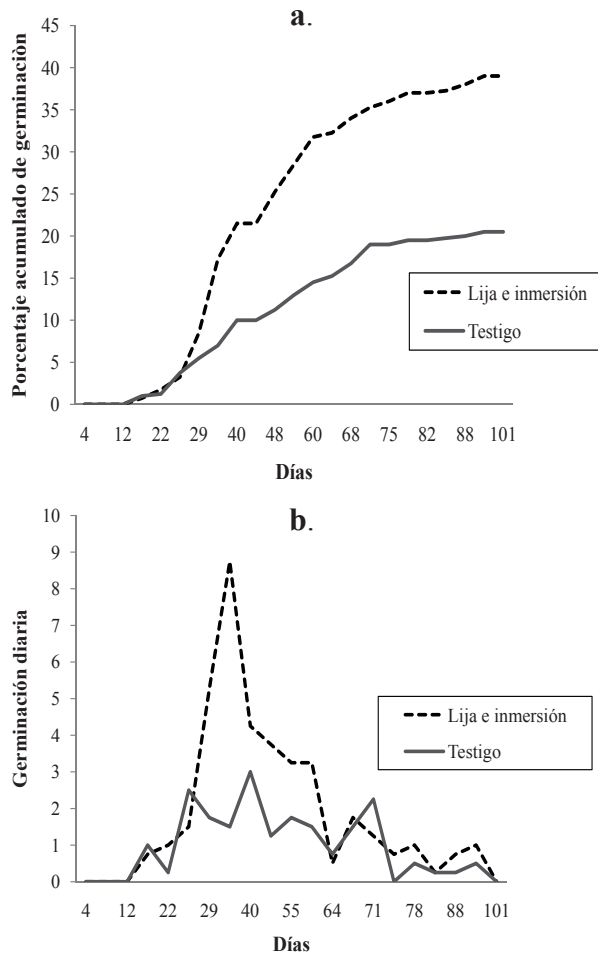 a.
Porcentaje acumulado de germinaciòn
45
40
35
30
25
20
15
10
5
0
Lija e inmersión
Testigo
4 12 22 29 40 48 60 68 75 82 88 101
Días
b.
Germinación diaria
10
9
8
7
6
5
4
3
2
1
0
Lija e inmersión
Testigo
4 12 22 29 40 55 64 71 78 88 101
Días